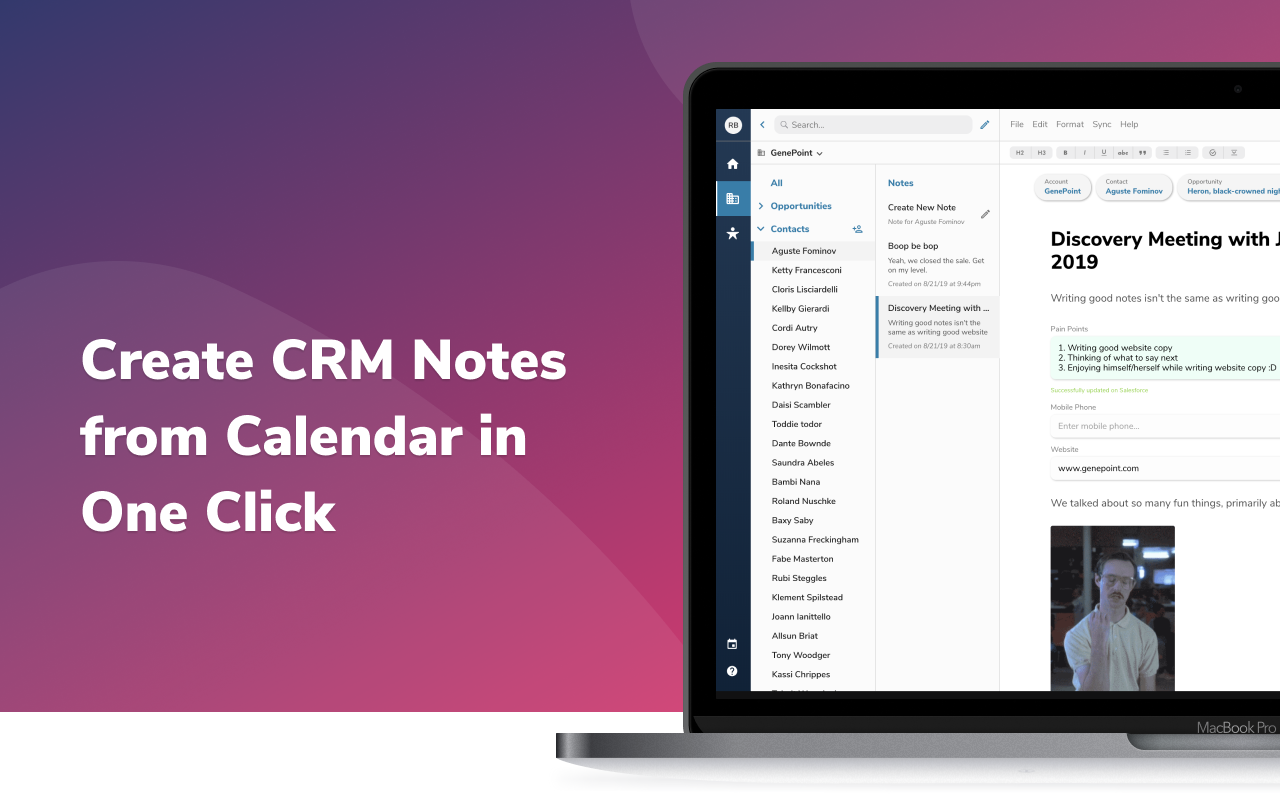 Create CRM Notes
from Calendar in
One Click
RB
Search...
GenePoint
All
Opportunities
Contacts
Aguste Fominov
Ketty Francesconi
Cloris Lisciardelli
Kellby Gierardi
Cordi Autry
Dorey Wilmott
Inesita Cockshot
Kathryn Bonafacino
Daisi Scambler
Toddie todor
Dante Bownde
Saundra Abeles
Bambi Nana
Roland Nuschke
Baxy Saby
Suzanna Freckingham
Fabe Masterton
Rubi Steggles
Klement Spilstead
Joann Ianittello
Allsun Briat
Tony Woodger
Kassi Chrippes
Notes
Create New Note
Note for Aguste Fominov
Boop be bop
Yeah, we closed the sale. Get
on my level.
Created on 8/21/19 at 9:44pm
Discovery Meeting with ...
Writing good notes isn't the
same as writing good website
Created on 8/21/19 at 8:30am
File Edit Format Sync Help
H2 H3 B I U abc
Account
GenePoint
Contact
Aguste Fominov
Opportunity
Heron, black-crowned nigh
Discovery Meeting with J
2019
Writing good notes isn't the same as writing goo
Pain Points
1. Writing good website copy
2. Thinking of what to say next
3. Enjoying himself/herself while writing website copy :D
Successfully updated on Salesforce
Mobile Phone
Enter mobile phone...
Website
www.genepoint.com
We talked about so many fun things, primarily ab
MacBook Pro